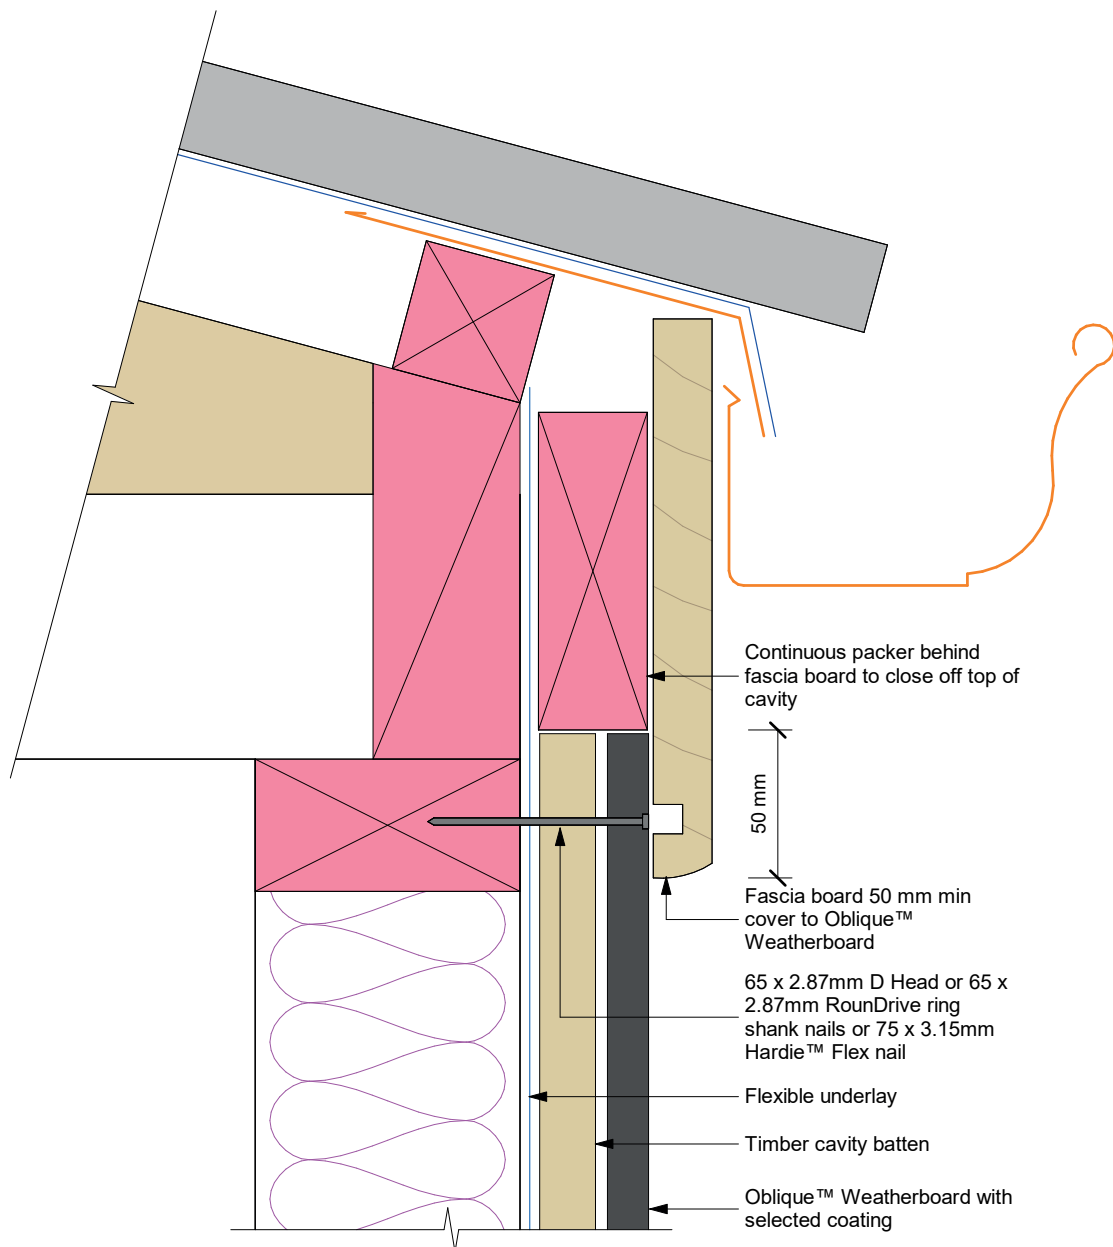 Continuous packer behind
fascia board to close off top of
cavity
50 mm
Fascia board 50 mm min
cover to Oblique™
Weatherboard
65 x 2.87mm D Head or 65 x
2.87mm RounDrive ring
shank nails or 75 x 3.15mm
Hardie™ Flex nail
Flexible underlay
Timber cavity batten
Oblique™ Weatherboard with
selected coating